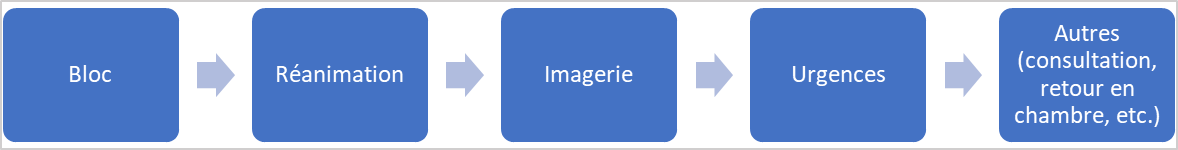 Bloc
Réanimation
Imagerie
Urgences
Autres
(consultation,
retour en
chambre, etc.)